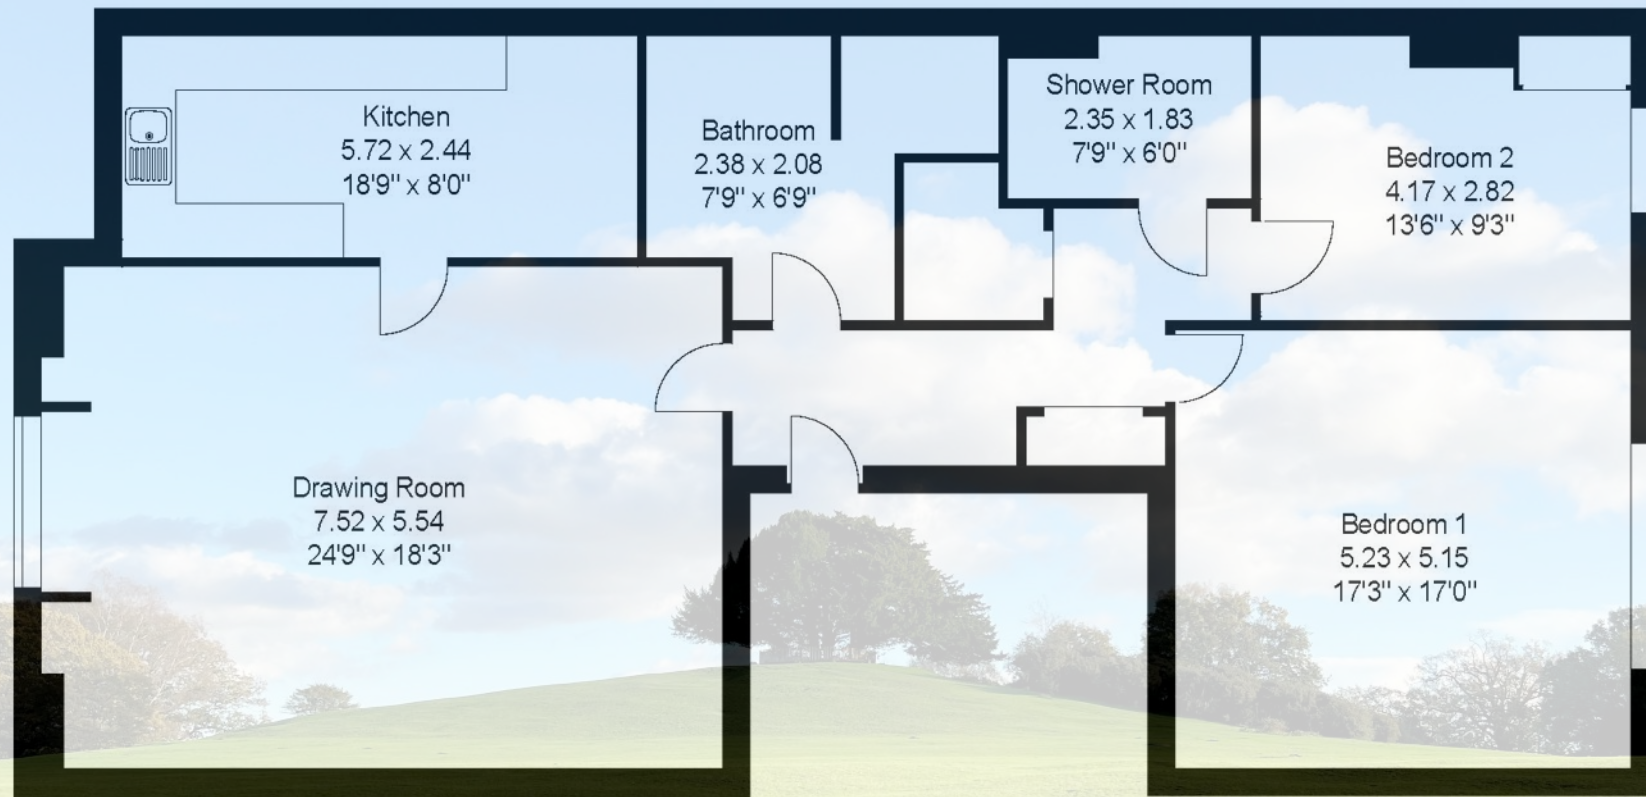 Kitchen
5.72 x 2.44
18'9" x 8'0"
Bathroom
2.38 x 2.08
7'9" x 6'9"
Shower Room
2.35 x 1.83
7'9" x 6'0"
Bedroom 2
4.17 x 2.82
13'6" x 9'3"
Drawing Room
7.52 x 5.54
24'9" x 18'3"
Bedroom 1
5.23 x 5.15
17'3" x 17'0"